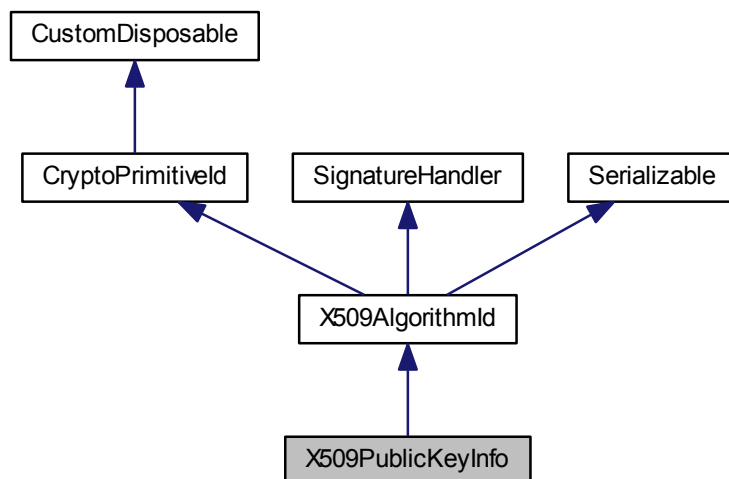 CustomDisposable
CryptoPrimitiveId
SignatureHandler
Serializable
X509AlgorithmId
X509PublicKeyInfo